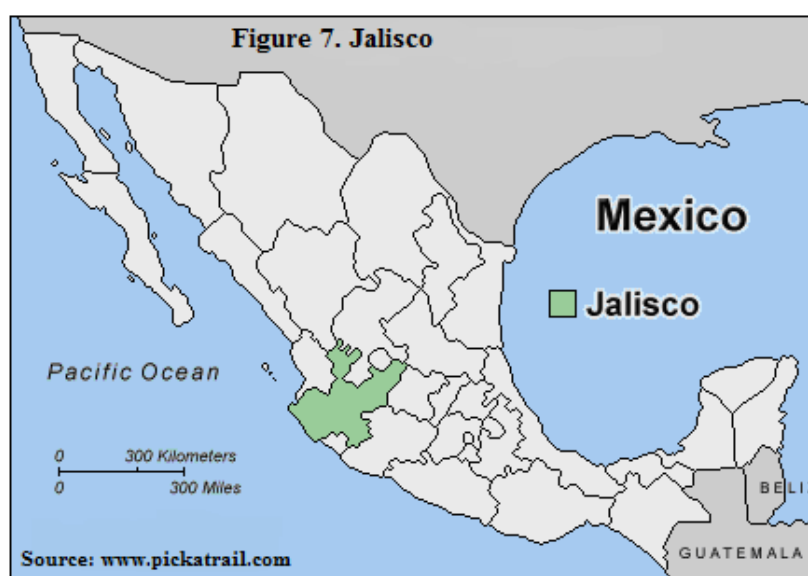 Figure 7. Jalisco
Mexico
Jalisco
Pacific Ocean
0 300 Kilometers
0 300 Miles
BELI
GUATEMALA
Source: www.pickatrail.com